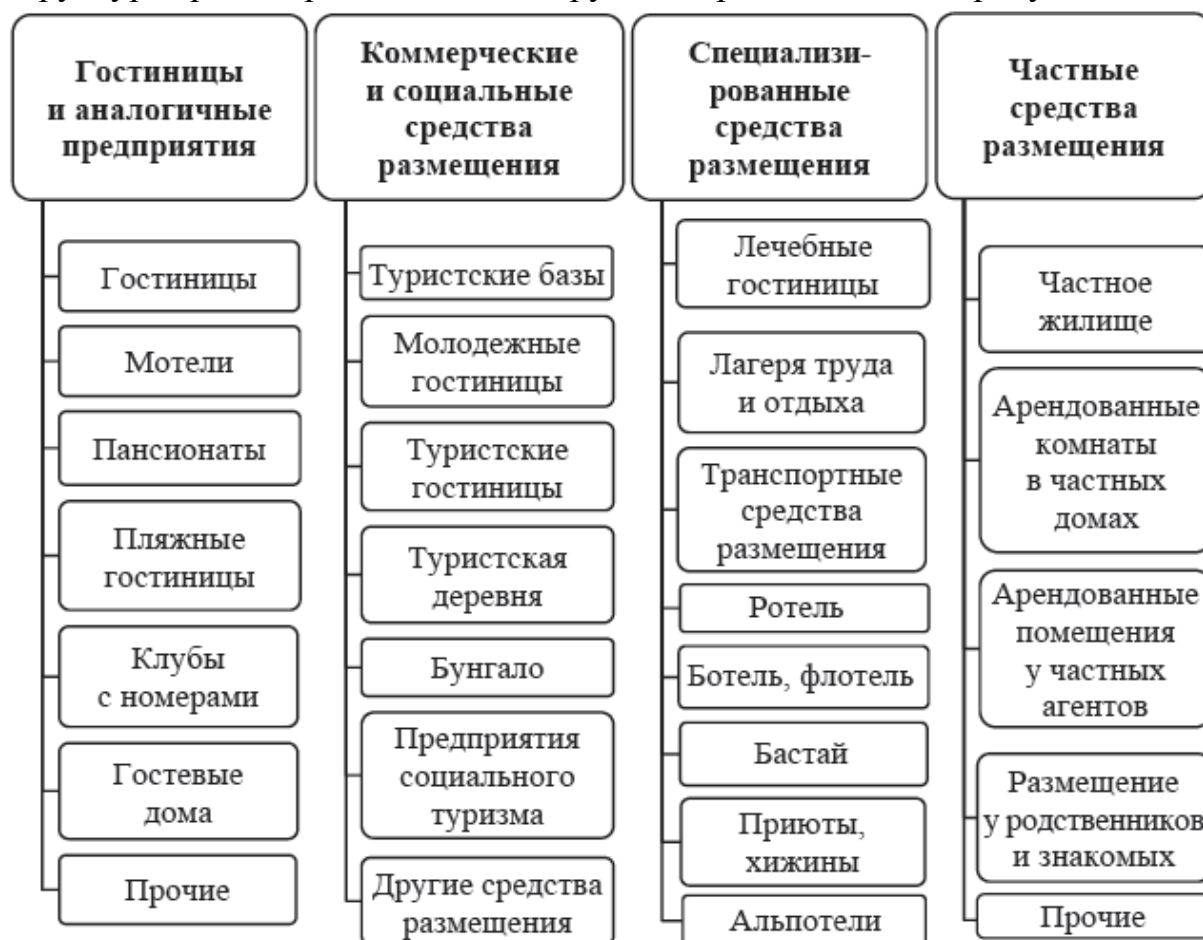 Гостиницы
и аналогичные
предприятия
Гостиницы
Мотели
Пансионаты
Пляжные
гостиницы
Клубы
с номерами
Гостевые
дома
Прочие
Коммерческие
и социальные
средства
размещения
Туристские базы
Молодежные
гостиницы
Туристские
гостиницы
Туристская
деревня
Бунгало
Предприятия
социального
туризма
Другие средства
размещения
Специализи-
рованные
средства
размещения
Лечебные
гостиницы
Лагеря труда
и отдыха
Транспортные
средства
размещения
Ротель
Ботель, флотель
Бастай
Приюты,
хижины
Альпотели
Частные
средства
размещения
Частное
жилище
Арендованные
комнаты
в частных
домах
Арендованные
помещения
у частных
агентов
Размещение
у родственников
и знакомых
Прочие